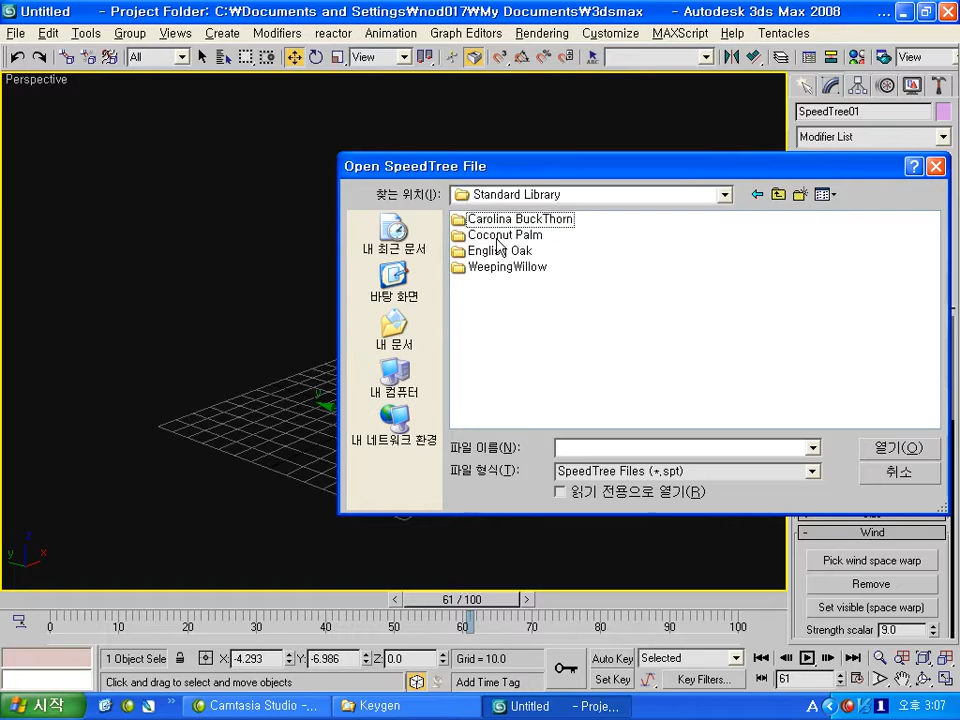 Untitled - Project Folder: C:₩Documents and Settings₩nod017₩My Documents₩3dsmax - Autodesk 3ds Max 2008 ...
File Edit Tools Group Views Create Modifiers reactor Animation Graph Editors Rendering Customize MAXScript Help Tentacles
All View View
Perspective
SpeedTree01
Modifier List
Open SpeedTree File
찾는 위치(I): Standard Library
Carolina BuckThorn
Coconut Palm
English Oak
WeepingWillow
내 최근 문서
바탕 화면
내 문서
내 컴퓨터
내 네트워크 환경
파일 이름(N): 열기(O)
파일 형식(T): SpeedTree Files (*.spt) 취소
읽기 전용으로 열기(R)
Wind
Pick wind space warp
Remove
Set visible (space warp)
Strength scalar 9.0
y x z
61 / 100
0 10 20 30 40 50 60 70 80 90 100
1 Object Sele X: -4.293 Y: -6.986 Z: 0.0 Grid = 10.0 Auto Key Selected
Click and drag to select and move objects Add Time Tag Set Key Key Filters... 61
시작 Camtasia Studio -... Keygen Untitled - Proje... A 오후 3:07